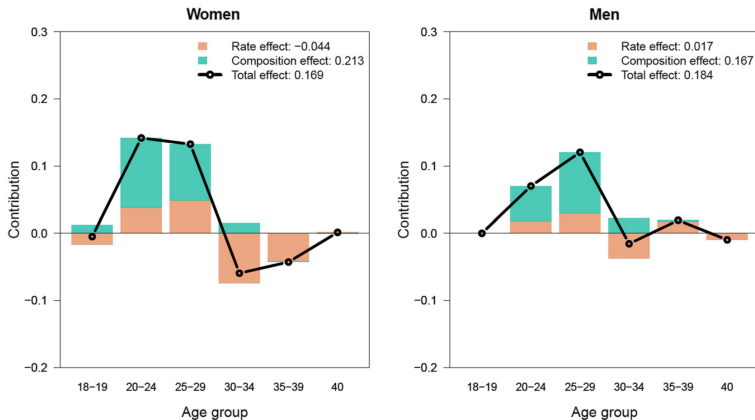 Women
Rate effect: −0.044
Composition effect: 0.213
Total effect: 0.169
0.3
0.2
0.1
0.0
−0.1
−0.2
Contribution
18−19 20−24 25−29 30−34 35−39 40
Age group
Men
Rate effect: 0.017
Composition effect: 0.167
Total effect: 0.184
0.3
0.2
0.1
0.0
−0.1
−0.2
Contribution
18−19 20−24 25−29 30−34 35−39 40
Age group